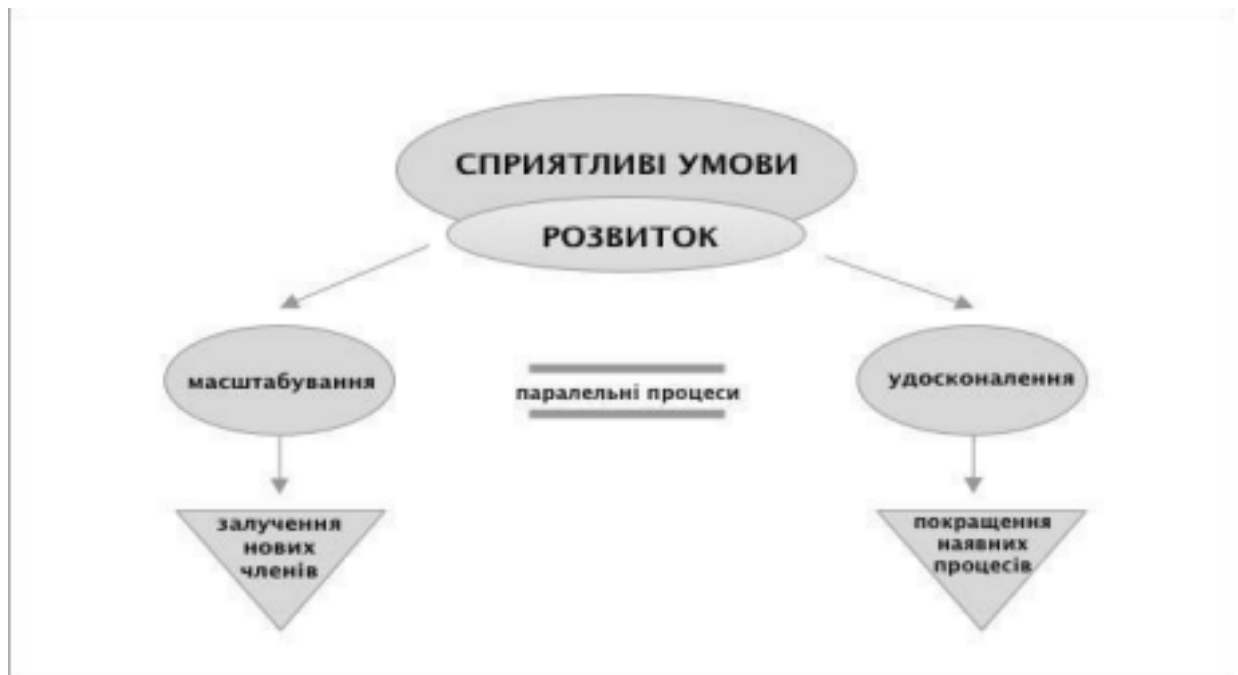 СПРИЯТЛИВІ УМОВИ
РОЗВИТОК
масштабування
паралельні процеси
удосконалення
залучення
нових
членів
покращення
наявних
процесів